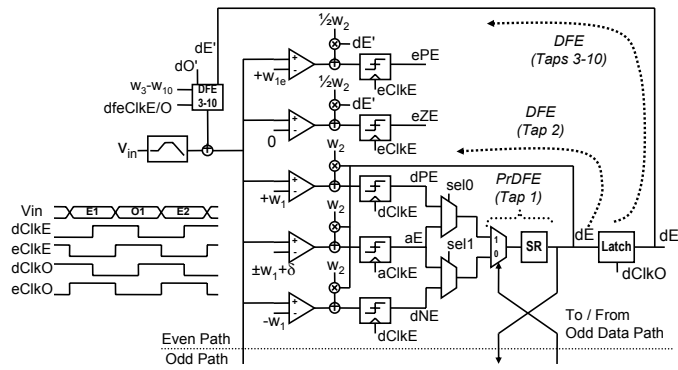 ½w2
dE'
DFE
(Taps 3-10)
dE'
dO'
w3-w10
DFE
3-10
dfeClkE/O
+w1e
ePE
eClkE
½w2
dE'
0
eZE
eClkE
DFE
(Tap 2)
Vin
w2
+w1
dPE
dClkE
sel0
PrDFE
(Tap 1)
w2
±w1+δ
aE
aClkE
sel1
1
0
SR
dE
Latch
dE'
dClkO
w2
-w1
dNE
dClkE
To / From
Odd Data Path
Vin
E1
O1
E2
dClkE
eClkE
dClkO
eClkO
Even Path
Odd Path